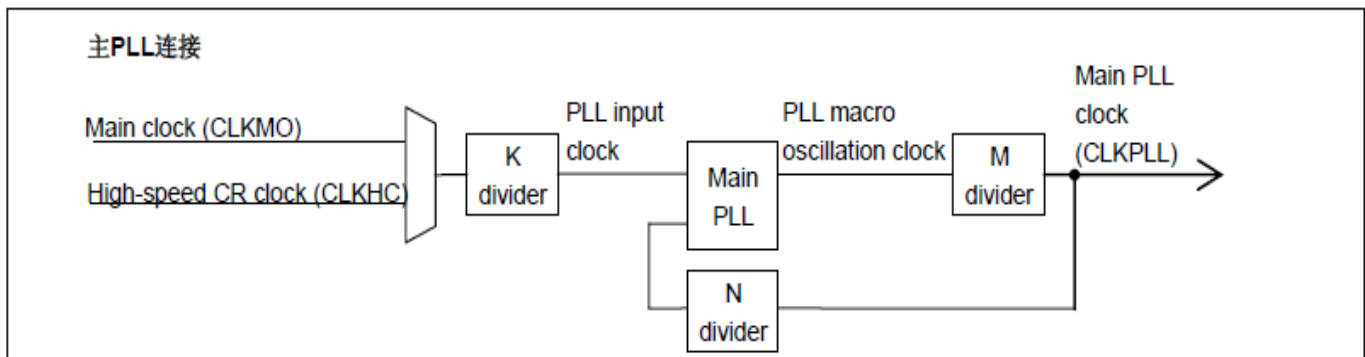 主PLL连接
Main clock (CLKMO)
High-speed CR clock (CLKHC)
K
divider
PLL input
clock
Main
PLL
PLL macro
oscillation clock
M
divider
Main PLL
clock
(CLKPLL)
N
divider